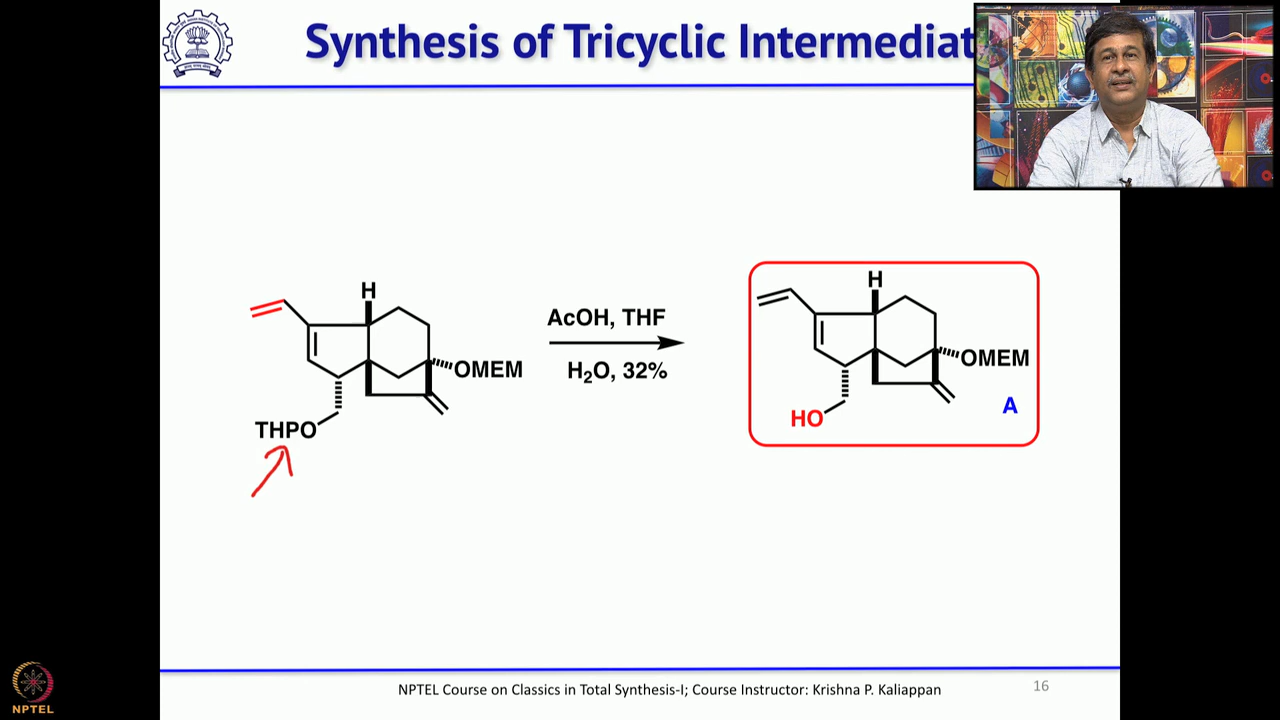 Synthesis of Tricyclic Intermediat
H
OMEM
THPO
AcOH, THF
H₂O, 32%
H
OMEM
HO
A
NPTEL Course on Classics in Total Synthesis-I; Course Instructor: Krishna P. Kaliappan
16
NPTEL